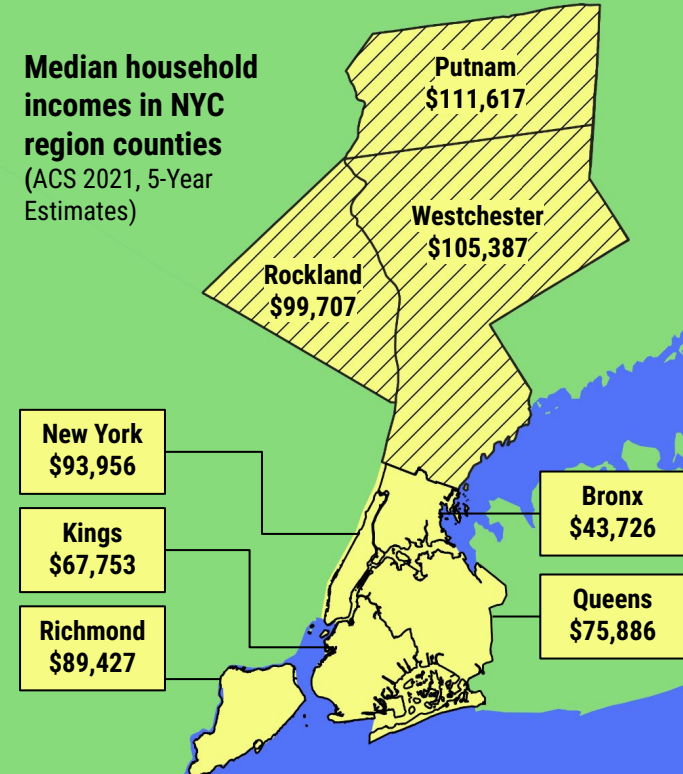 Median household
incomes in NYC
region counties
(ACS 2021, 5-Year
Estimates)
Putnam
$111,617
Westchester
$105,387
Rockland
$99,707
New York
$93,956
Kings
$67,753
Richmond
$89,427
Bronx
$43,726
Queens
$75,886